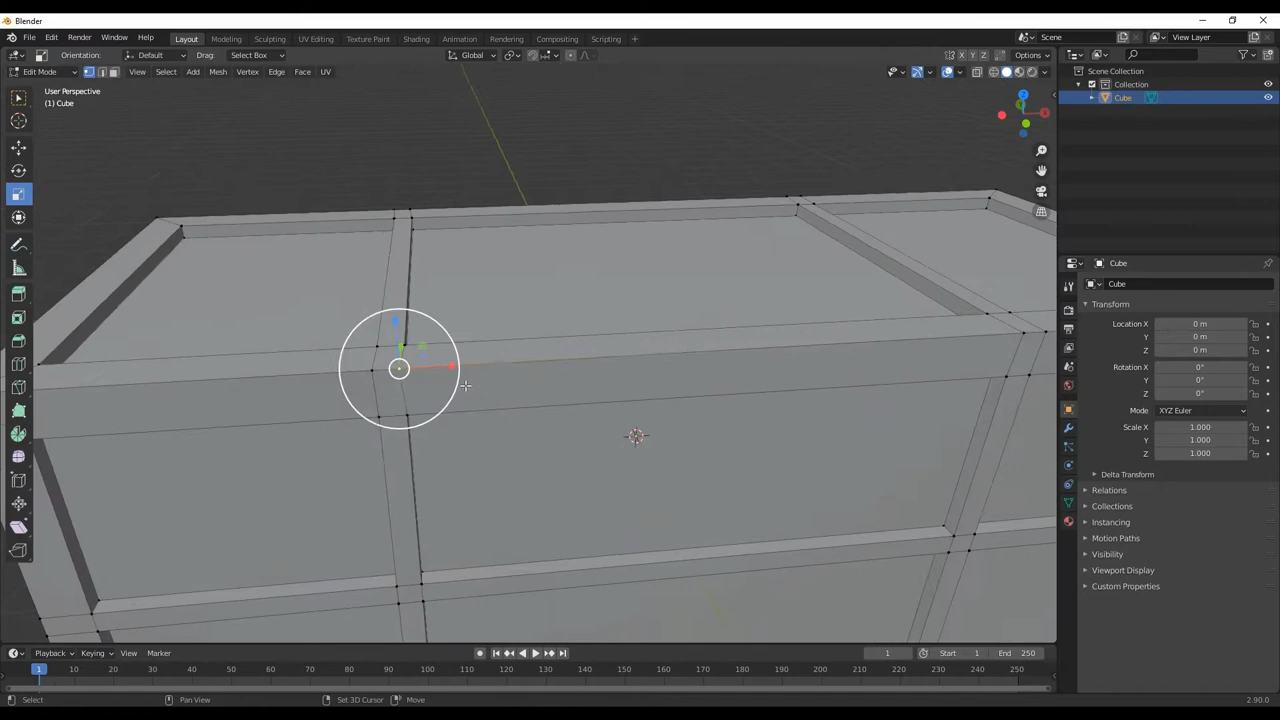 Blender
File Edit Render Window Help Layout Modeling Sculpting UV Editing Texture Paint Shading Animation Rendering Compositing Scripting + Scene View Layer
Orientation: Default Drag: Select Box Global X Y Z Options
Edit Mode View Select Add Mesh Vertex Edge Face UV
User Perspective
(1) Cube
Z
Scene Collection
Collection
Cube
Cube
Cube
Transform
Location X 0 m
Y 0 m
Z 0 m
Rotation X 0°
Y 0°
Z 0°
Mode XYZ Euler
Scale X 1.000
Y 1.000
Z 1.000
Delta Transform
Relations
Collections
Instancing
Motion Paths
Visibility
Viewport Display
Custom Properties
Playback Keying View Marker 1 Start 1 End 250
1 10 20 30 40 50 60 70 80 90 100 110 120 130 140 150 160 170 180 190 200 210 220 230 240 250
Select Pan View Set 3D Cursor Move 2.90.0